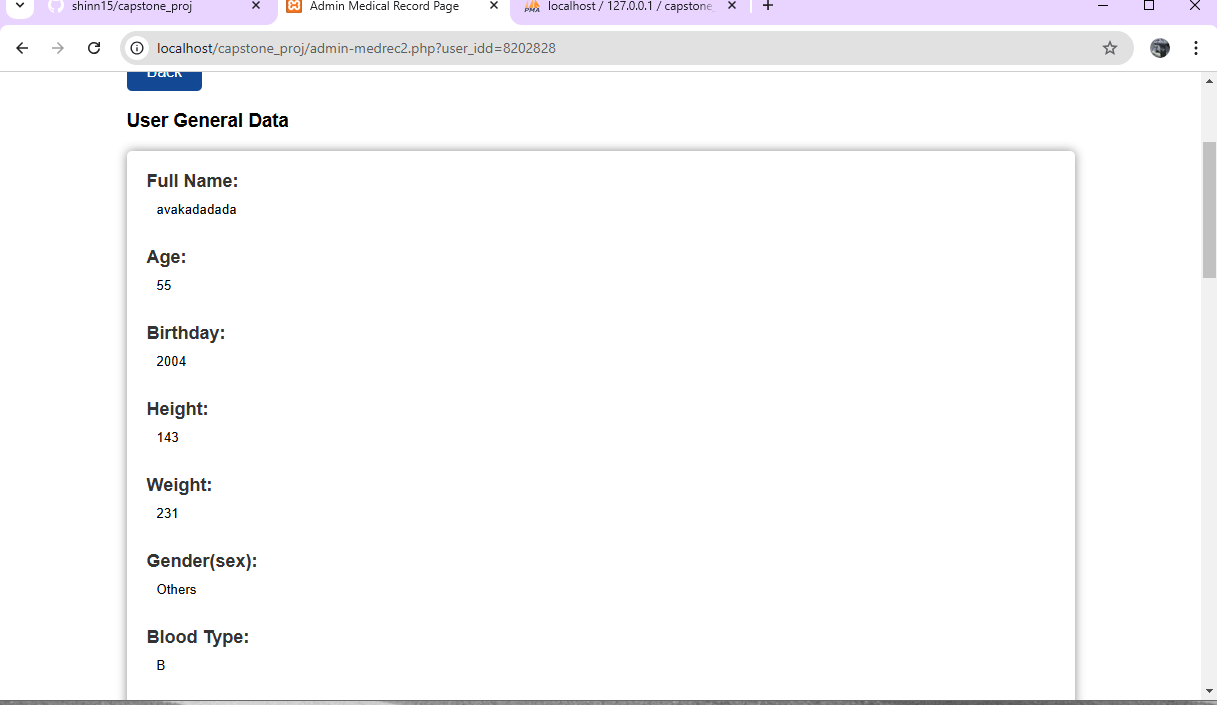 shinn15/capstone_proj
Admin Medical Record Page
PMA
localhost / 127.0.0.1 / capstone_
localhost/capstone_proj/admin-medrec2.php?user_idd=8202828
Back
User General Data
Full Name:
avakadadada
Age:
55
Birthday:
2004
Height:
143
Weight:
231
Gender(sex):
Others
Blood Type:
B